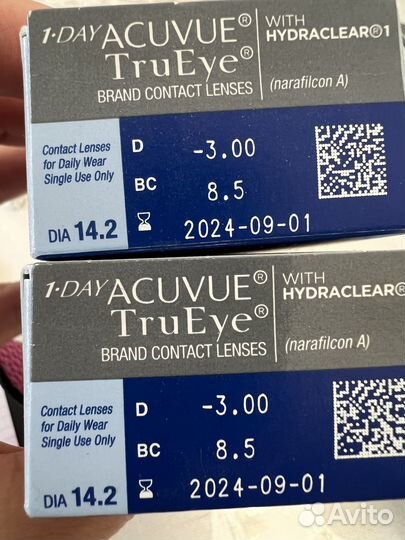 1·DAY ACUVUE® WITH
TruEye® HYDRACLEAR®1
BRAND CONTACT LENSES (narafilcon A)
Contact Lenses
for Daily Wear
Single Use Only
DIA 14.2
D -3.00
BC 8.5
2024-09-01
1·DAY ACUVUE® WITH
TruEye® HYDRACLEAR®
BRAND CONTACT LENSES (narafilcon A)
Contact Lenses
for Daily Wear
Single Use Only
DIA 14.2
D -3.00
BC 8.5
2024-09-01
Avito